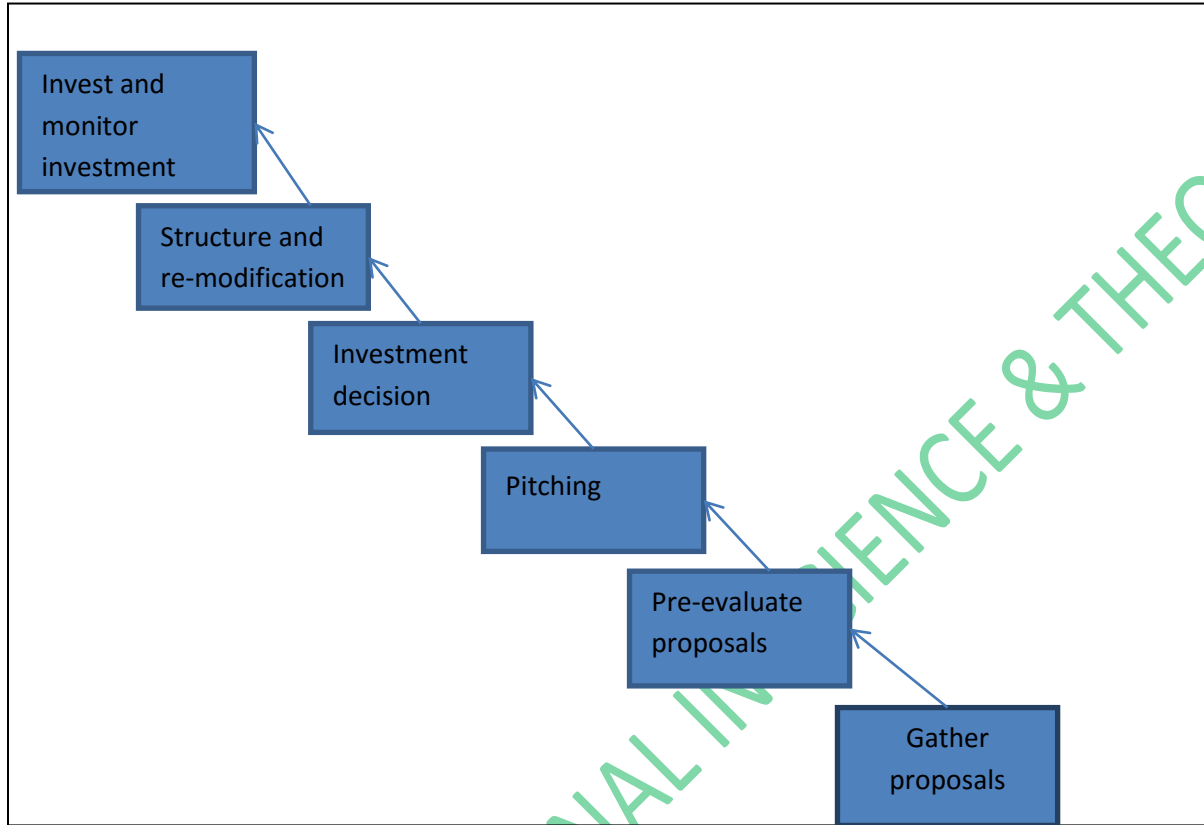 Invest and
monitor
investment
Structure and
re-modification
Investment
decision
Pitching
Pre-evaluate
proposals
Gather
proposals
&